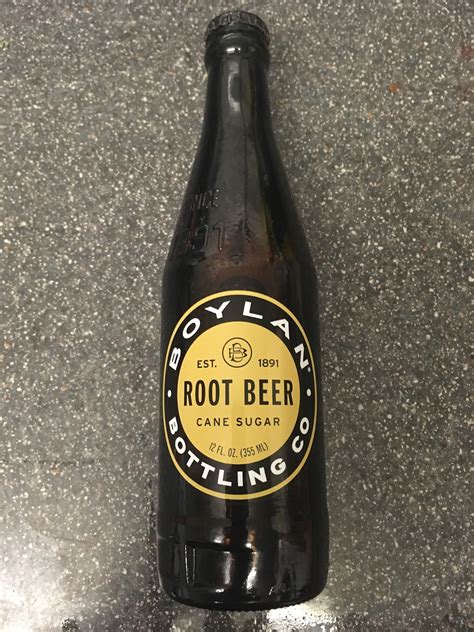 BOYLAN
EST. 1891
ROOT BEER
CANE SUGAR
12 FL. OZ. (355 ML)
BOTTLING CO